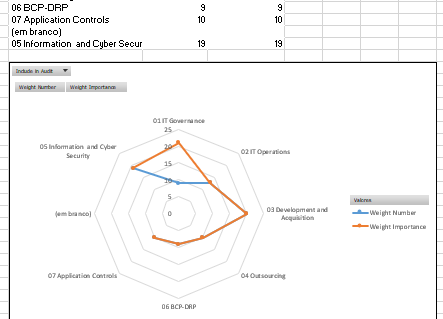 06 BCP-DRP 9 9
07 Application Controls 10 10
(em branco)
05 Information and Cyber Secur 19 19
Include in Audit
Weight Number Weight Importance
01 IT Governance
25
20
15
10
5
0
02 IT Operations
03 Development and
Acquisition
04 Outsourcing
06 BCP-DRP
07 Application Controls
(em branco)
05 Information and Cyber
Security
Valores
Weight Number
Weight Importance